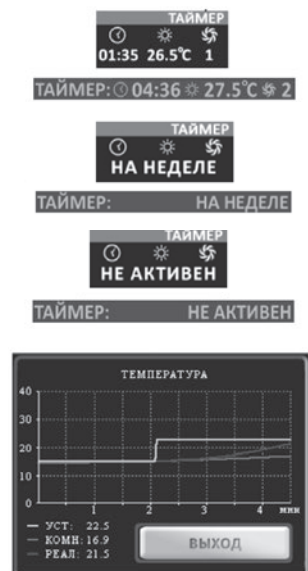 ТАЙМЕР
01:35 26.5°C 1
ТАЙМЕР: 04:36 27.5°C 2
ТАЙМЕР
НА НЕДЕЛЕ
ТАЙМЕР: НА НЕДЕЛЕ
ТАЙМЕР
НЕ АКТИВЕН
ТАЙМЕР: НЕ АКТИВЕН
ТЕМПЕРАТУРА
40
30
20
10
0
1 2 3 4 мин
УСТ: 22.5
КОМН: 16.9
РЕАЛ: 21.5
ВЫХОД